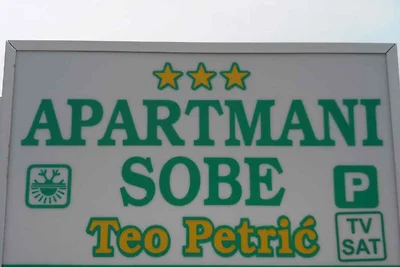 APARTMANI
SOBE
P
Teo Petrić
TV
SAT